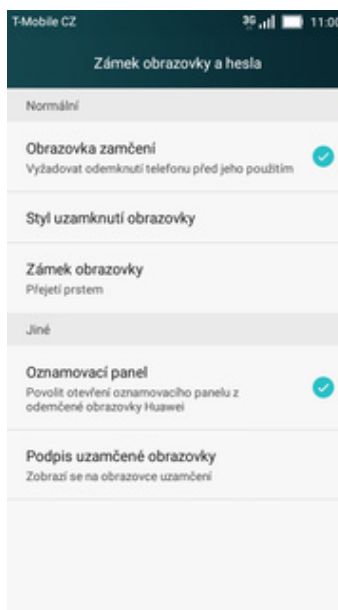 T-Mobile CZ 3G 11:00
Zámek obrazovky a hesla
Normální
Obrazovka zamčení
Vyžadovat odemknutí telefonu před jeho použitím
Styl uzamknutí obrazovky
Zámek obrazovky
Přejetí prstem
Jiné
Oznamovací panel
Povolit otevření oznamovacího panelu z
odemčené obrazovky Huawei
Podpis uzamčené obrazovky
Zobrazí se na obrazovce uzamčení